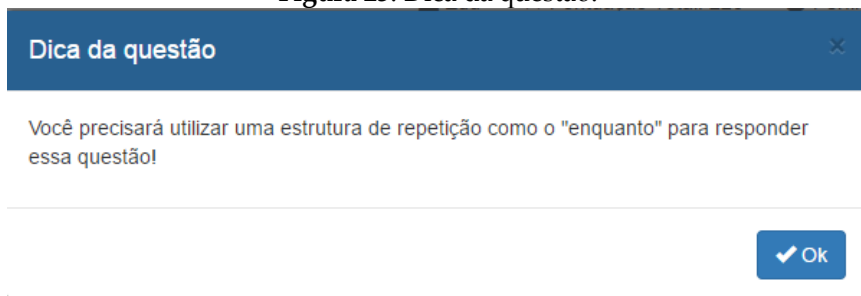 Dica da questão
×
Você precisará utilizar uma estrutura de repetição como o "enquanto" para responder
essa questão!
Ok